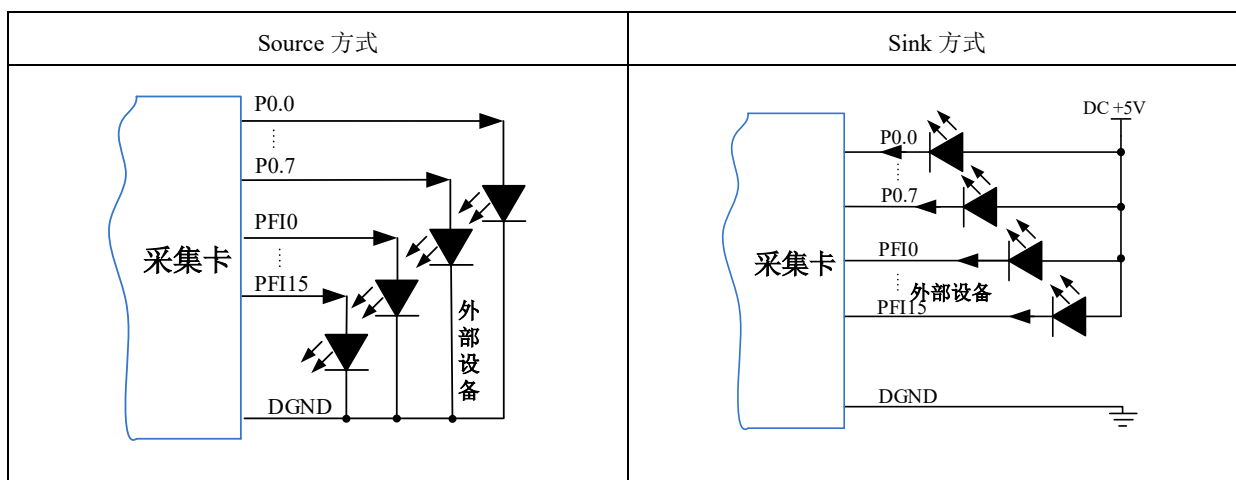 Source 方式
Sink 方式
P0.0
P0.7
PFI0
PFI15
采集卡
外部设备
DGND
DC +5V
P0.0
P0.7
采集卡
PFI0
外部设备
PFI15
DGND